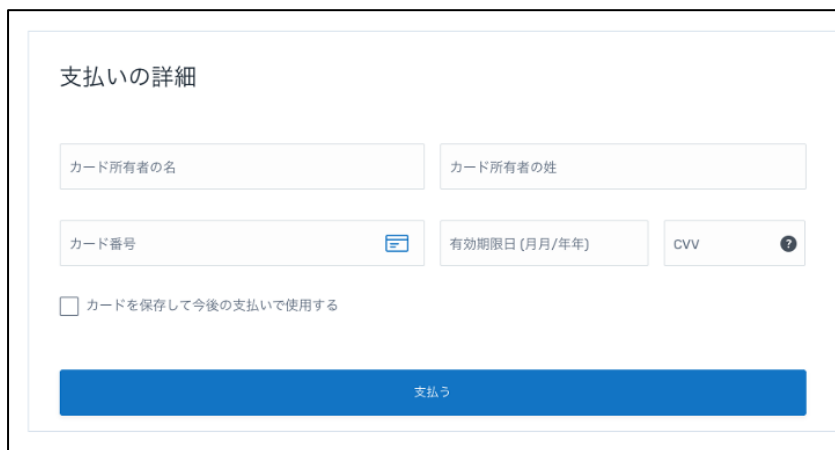 支払いの詳細
カード所有者の名
カード所有者の姓
カード番号
有効期限日 (月月/年年)
CVV
?
カードを保存して今後の支払いで使用する
支払う